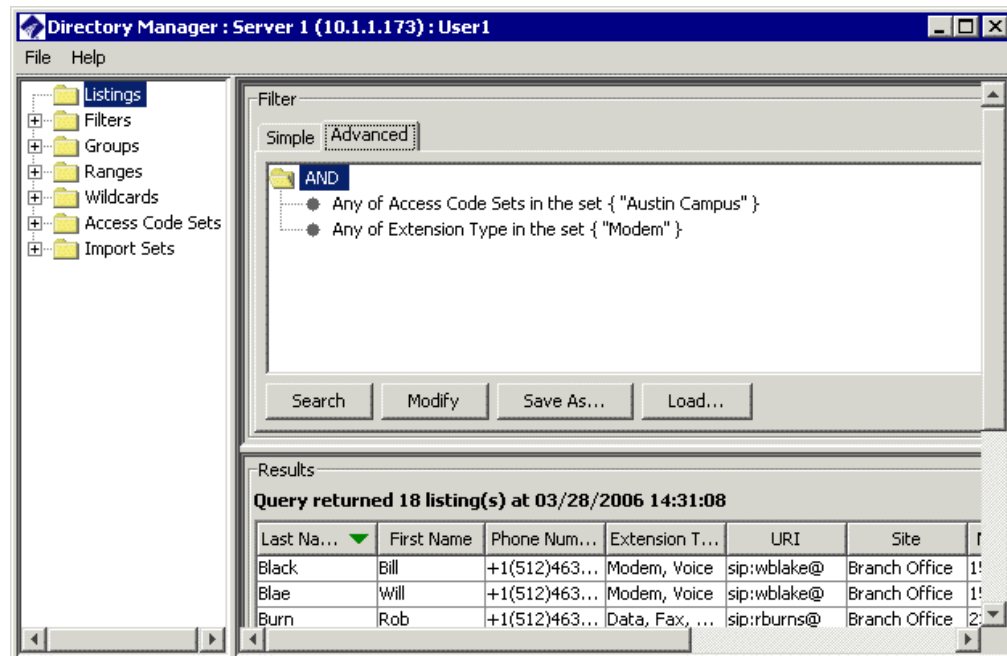 Directory Manager : Server 1 (10.1.1.173) : User1
File Help
Listings
Filters
Groups
Ranges
Wildcards
Access Code Sets
Import Sets
Filter
Simple Advanced
AND
Any of Access Code Sets in the set { "Austin Campus" }
Any of Extension Type in the set { "Modem" }
Search Modify Save As... Load...
Results
Query returned 18 listing(s) at 03/28/2006 14:31:08
Last Na... First Name Phone Num... Extension T... URI Site
Black Bill +1(512)463... Modem, Voice sip:wblake@ Branch Office
Blae Will +1(512)463... Modem, Voice sip:wblake@ Branch Office
Burn Rob +1(512)463... Data, Fax, ... sip:rburns@ Branch Office